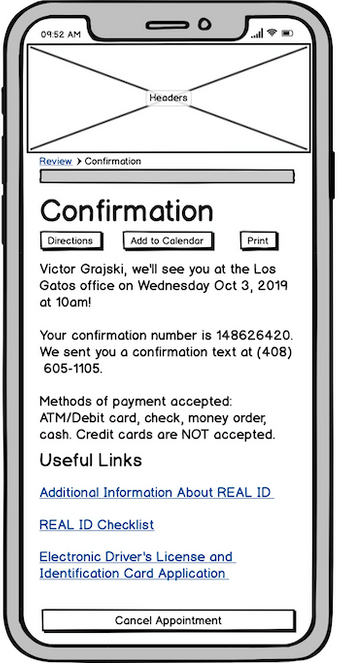 09:52 AM
Headers
Review > Confirmation
Confirmation
Directions Add to Calendar Print
Victor Grajski, we'll see you at the Los
Gatos office on Wednesday Oct 3, 2019
at 10am!
Your confirmation number is 148626420.
We sent you a confirmation text at (408)
605-1105.
Methods of payment accepted:
ATM/Debit card, check, money order,
cash. Credit cards are NOT accepted.
Useful Links
Additional Information About REAL ID
REAL ID Checklist
Electronic Driver's License and
Identification Card Application
Cancel Appointment